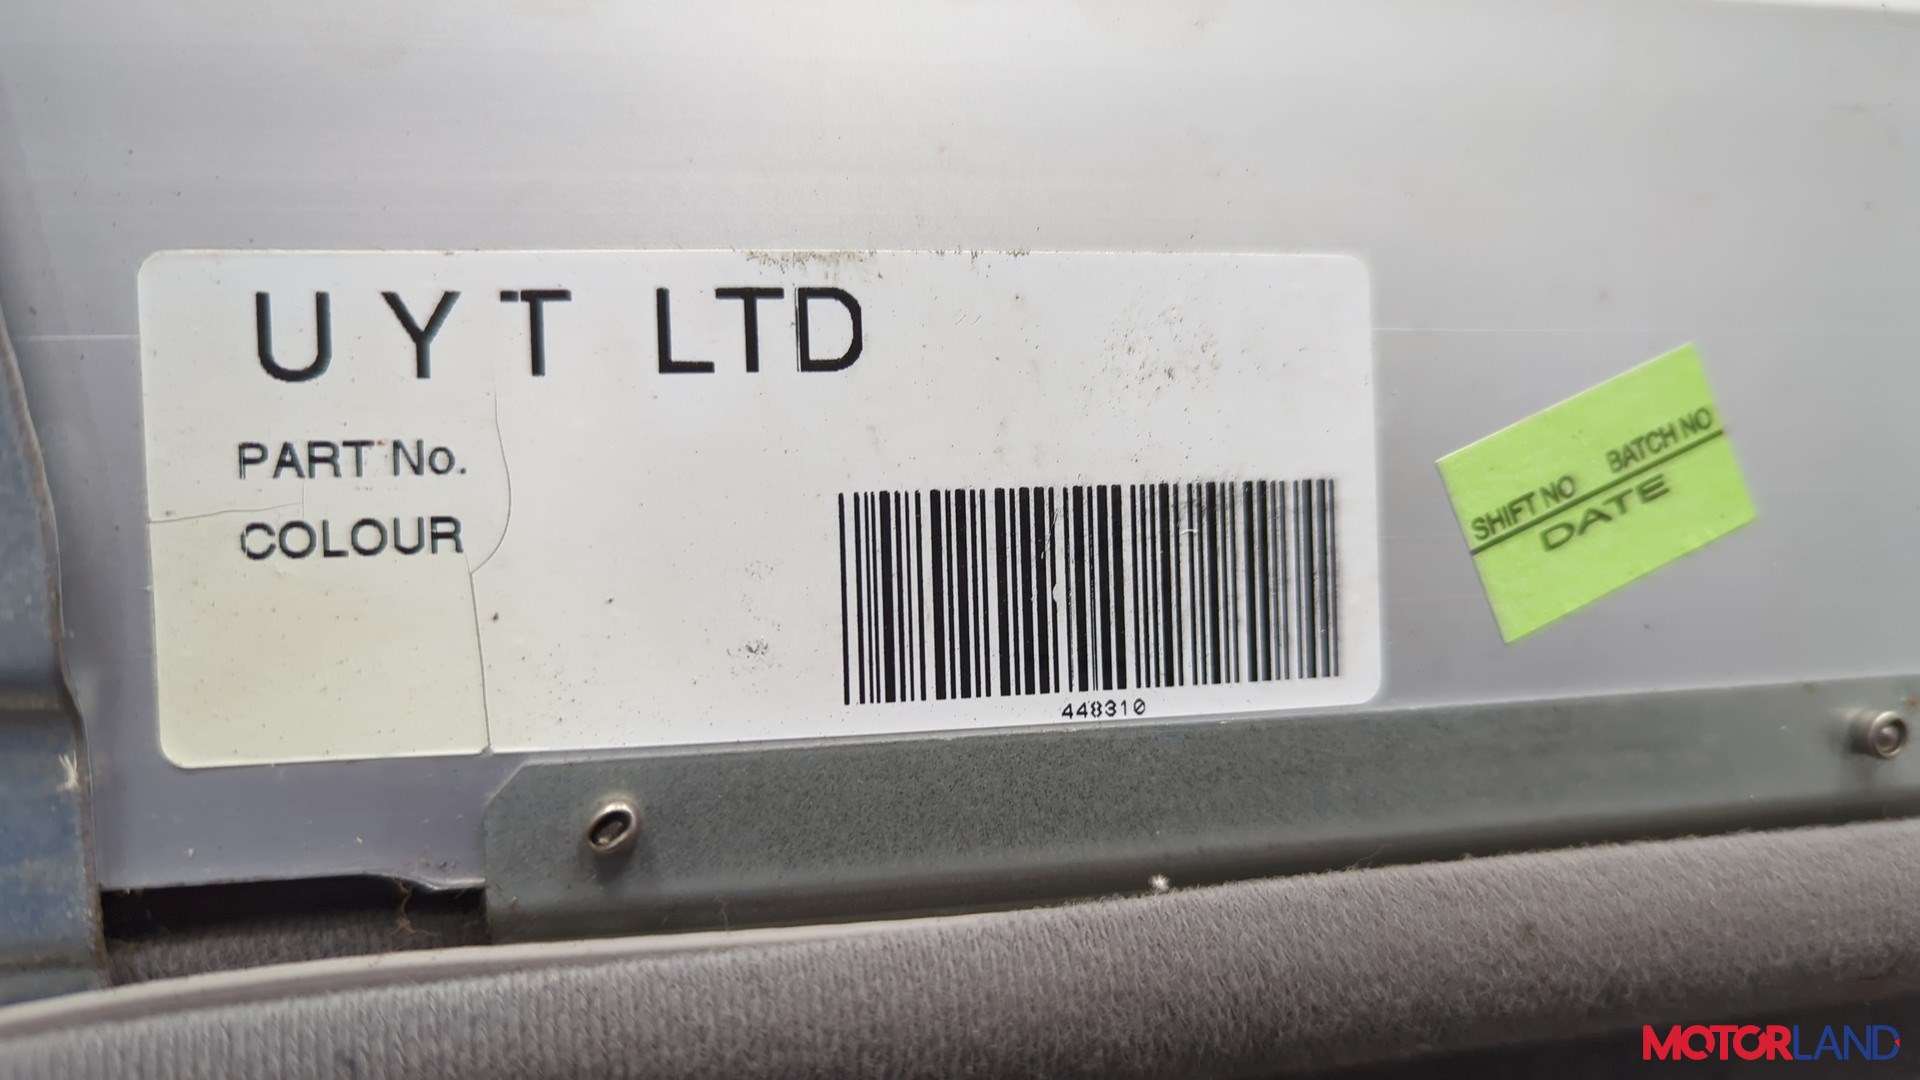 U Y T LTD
PART No.
COLOUR
448310
SHIFT NO BATCH NO
DATE
MOTORLAND